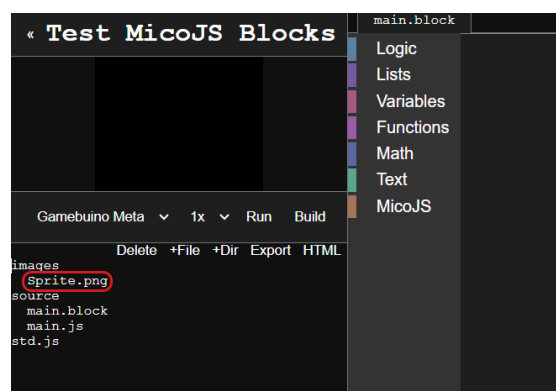 « Test MicoJS Blocks
Gamebuino Meta 1x Run Build
Delete +File +Dir Export HTML
images
Sprite.png
source
main.block
main.js
std.js
main.block
Logic
Lists
Variables
Functions
Math
Text
MicoJS